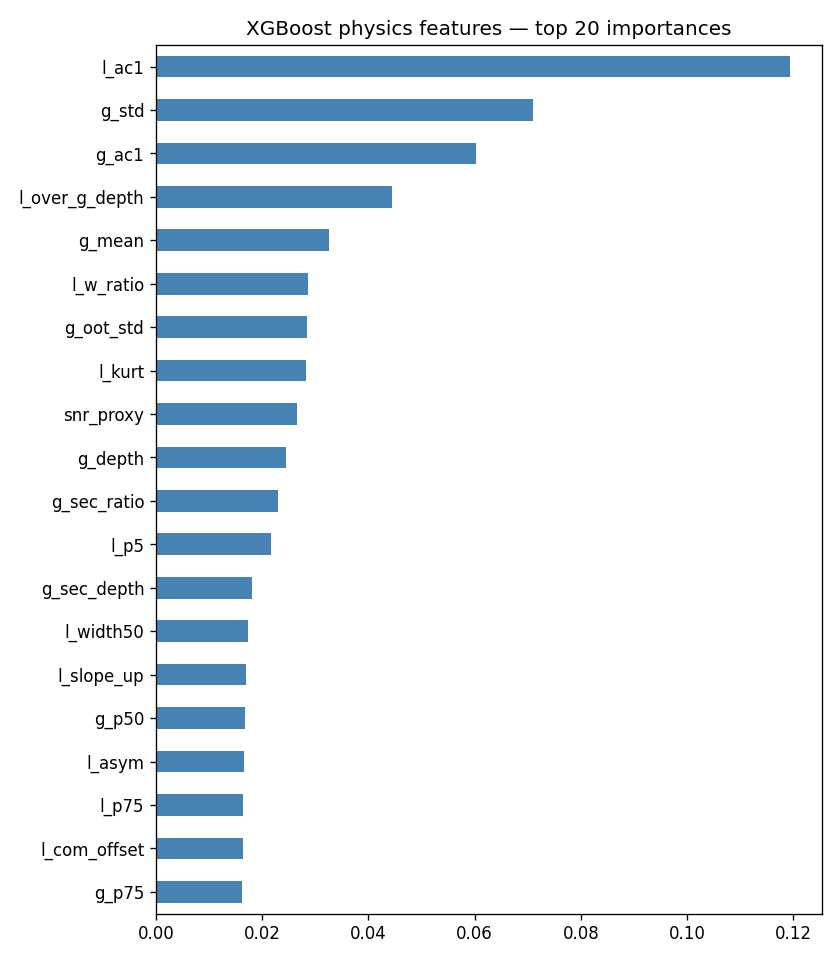 XGBoost physics features — top 20 importances
l_ac1
g_std
g_ac1
l_over_g_depth
g_mean
l_w_ratio
g_oot_std
l_kurt
snr_proxy
g_depth
g_sec_ratio
l_p5
g_sec_depth
l_width50
l_slope_up
g_p50
l_asym
l_p75
l_com_offset
g_p75
0.00 0.02 0.04 0.06 0.08 0.10 0.12